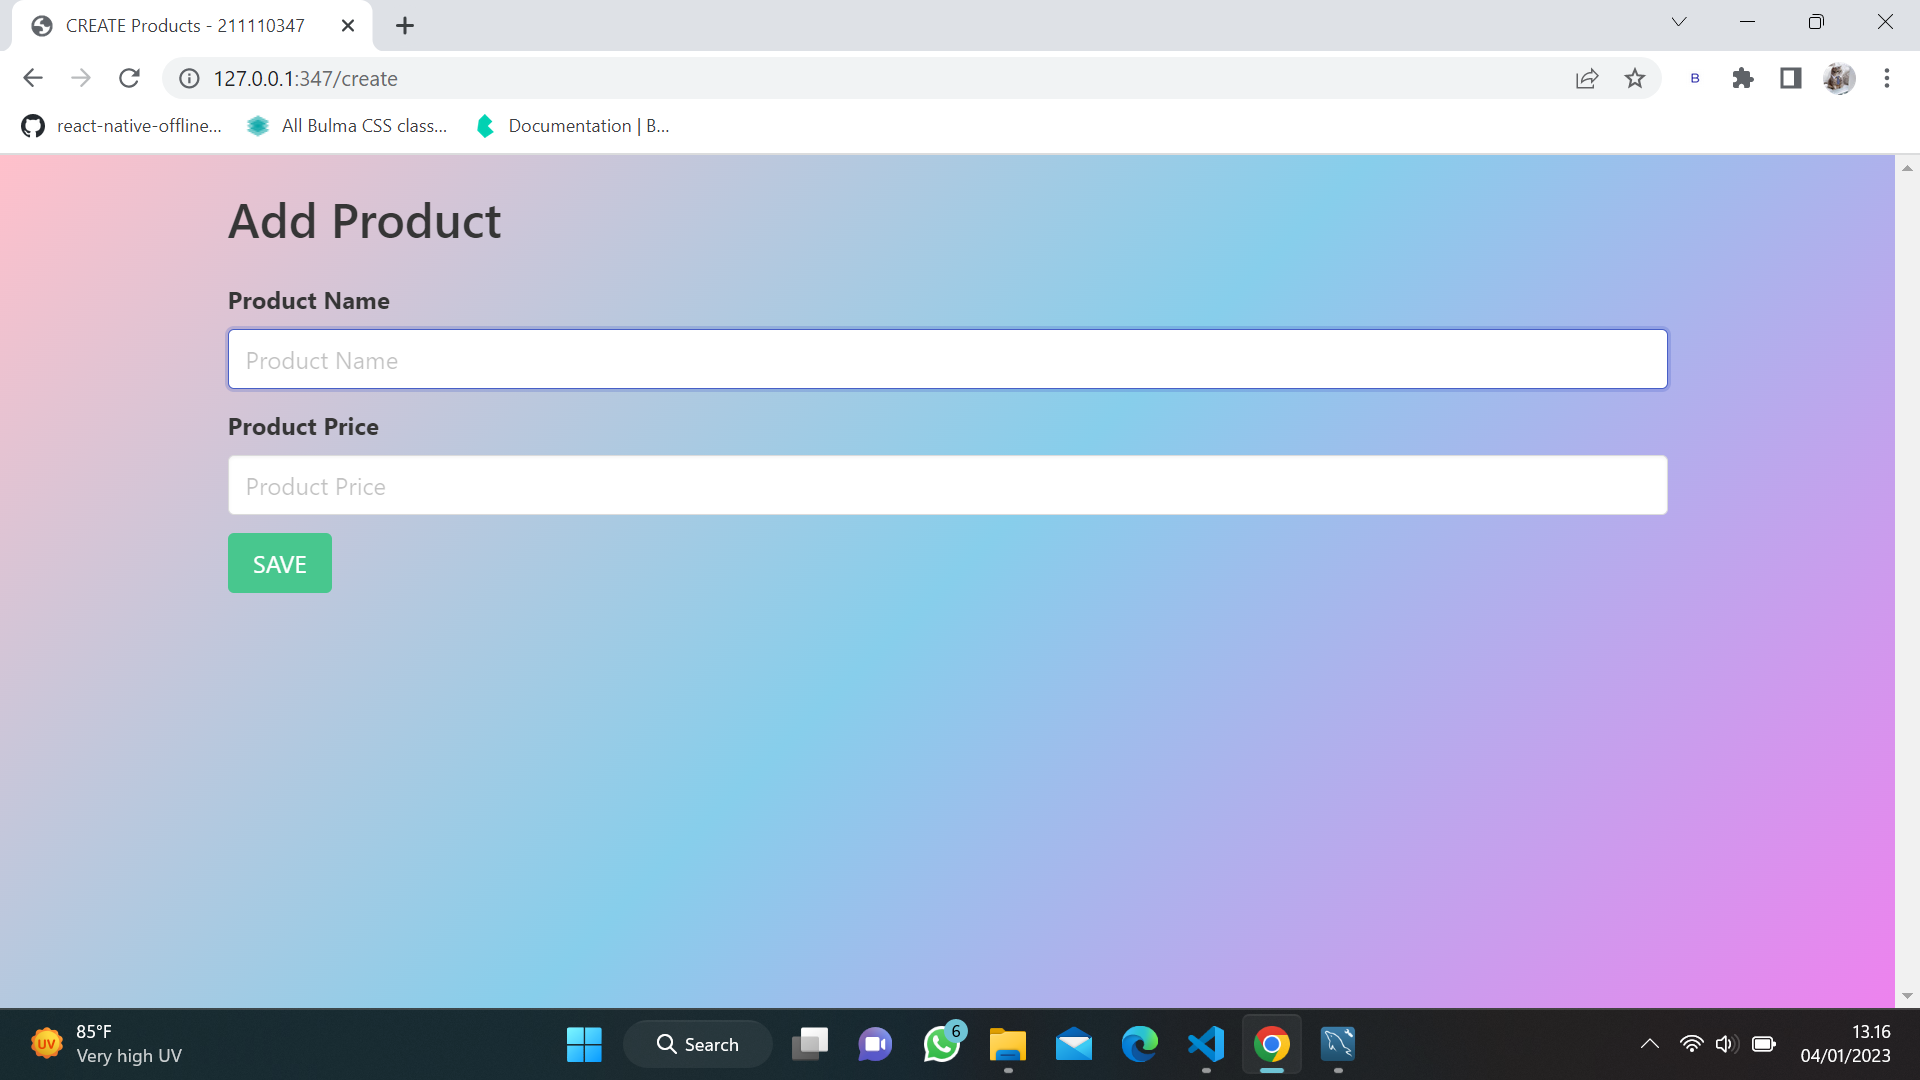 CREATE Products - 211110347
127.0.0.1:347/create
B
react-native-offline...
All Bulma CSS class...
Documentation | B...
Add Product
Product Name
Product Name
Product Price
Product Price
SAVE
UV
85°F
Very high UV
Search
6
13.16
04/01/2023